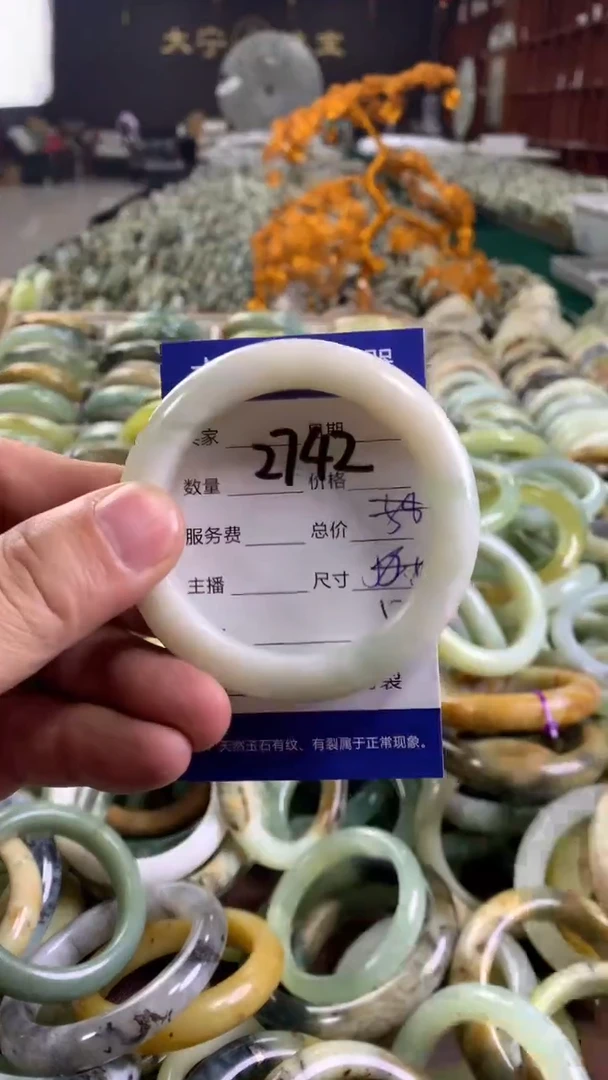 大宁
家 日期
2742
数量 价格
服务费 总价 58
主播 尺寸
天然玉石有纹、有裂属于正常现象。